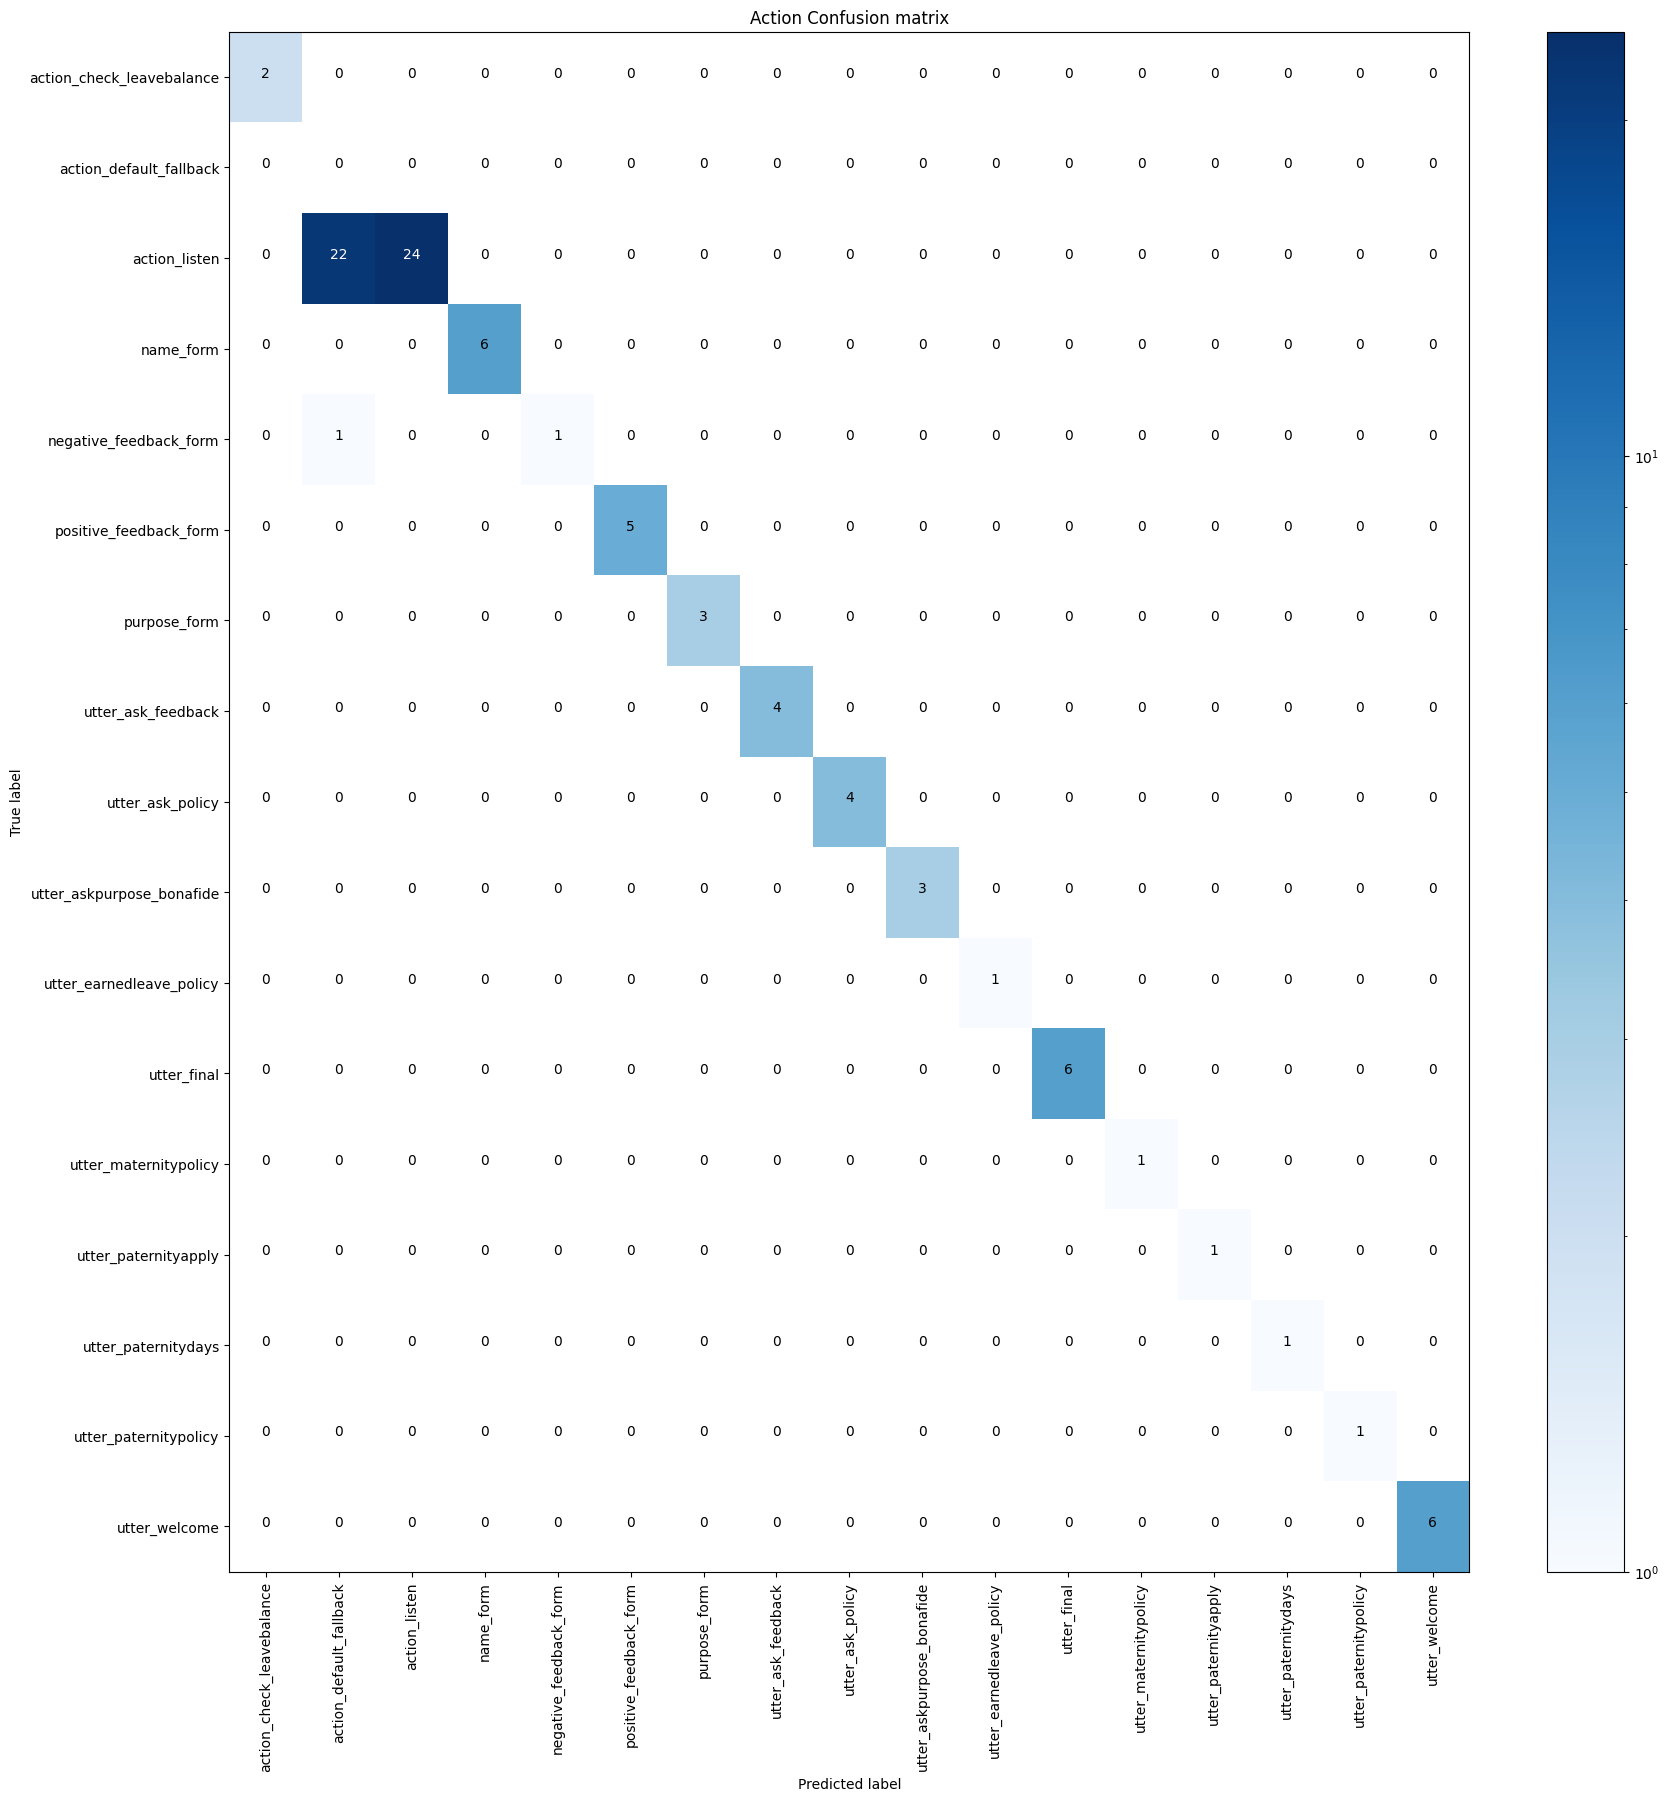 Action Confusion matrix
True label
action_check_leavebalance 2 0 0 0 0 0 0 0 0 0 0 0 0 0 0 0 0
action_default_fallback 0 0 0 0 0 0 0 0 0 0 0 0 0 0 0 0 0
action_listen 0 22 24 0 0 0 0 0 0 0 0 0 0 0 0 0 0
name_form 0 0 0 6 0 0 0 0 0 0 0 0 0 0 0 0 0
negative_feedback_form 0 1 0 0 1 0 0 0 0 0 0 0 0 0 0 0 0
positive_feedback_form 0 0 0 0 0 5 0 0 0 0 0 0 0 0 0 0 0
purpose_form 0 0 0 0 0 0 3 0 0 0 0 0 0 0 0 0 0
utter_ask_feedback 0 0 0 0 0 0 0 4 0 0 0 0 0 0 0 0 0
utter_ask_policy 0 0 0 0 0 0 0 0 4 0 0 0 0 0 0 0 0
utter_askpurpose_bonafide 0 0 0 0 0 0 0 0 0 3 0 0 0 0 0 0 0
utter_earnedleave_policy 0 0 0 0 0 0 0 0 0 0 1 0 0 0 0 0 0
utter_final 0 0 0 0 0 0 0 0 0 0 0 6 0 0 0 0 0
utter_maternitypolicy 0 0 0 0 0 0 0 0 0 0 0 0 1 0 0 0 0
utter_paternityapply 0 0 0 0 0 0 0 0 0 0 0 0 0 1 0 0 0
utter_paternitydays 0 0 0 0 0 0 0 0 0 0 0 0 0 0 1 0 0
utter_paternitypolicy 0 0 0 0 0 0 0 0 0 0 0 0 0 0 0 1 0
utter_welcome 0 0 0 0 0 0 0 0 0 0 0 0 0 0 0 0 6
action_check_leavebalance
action_default_fallback
action_listen
name_form
negative_feedback_form
positive_feedback_form
purpose_form
utter_ask_feedback
utter_ask_policy
utter_askpurpose_bonafide
utter_earnedleave_policy
utter_final
utter_maternitypolicy
utter_paternityapply
utter_paternitydays
utter_paternitypolicy
utter_welcome
Predicted label
10¹
10⁰